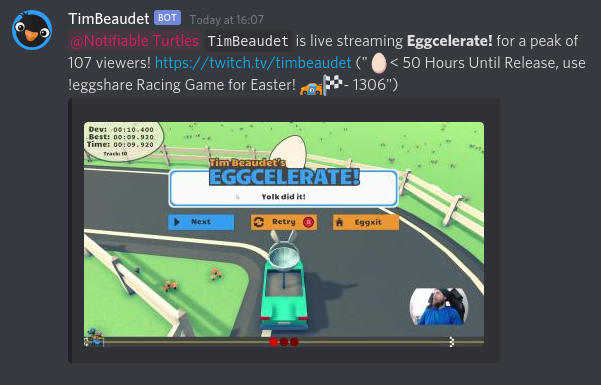 TimBeaudet BOT Today at 16:07
@Notifiable Turtles TimBeaudet is live streaming Eggcelerate! for a peak of
107 viewers! https://twitch.tv/timbeaudet ("🥚< 50 Hours Until Release, use
!eggshare Racing Game for Easter! 🏎️🏁- 1306")
Dev: 00:10.400
Best: 00:09.920
Time: 00:09.920
Track: 10
Tim Beaudet's
EGGCELERATE!
Yolk did it!
Next Retry R Eggxit